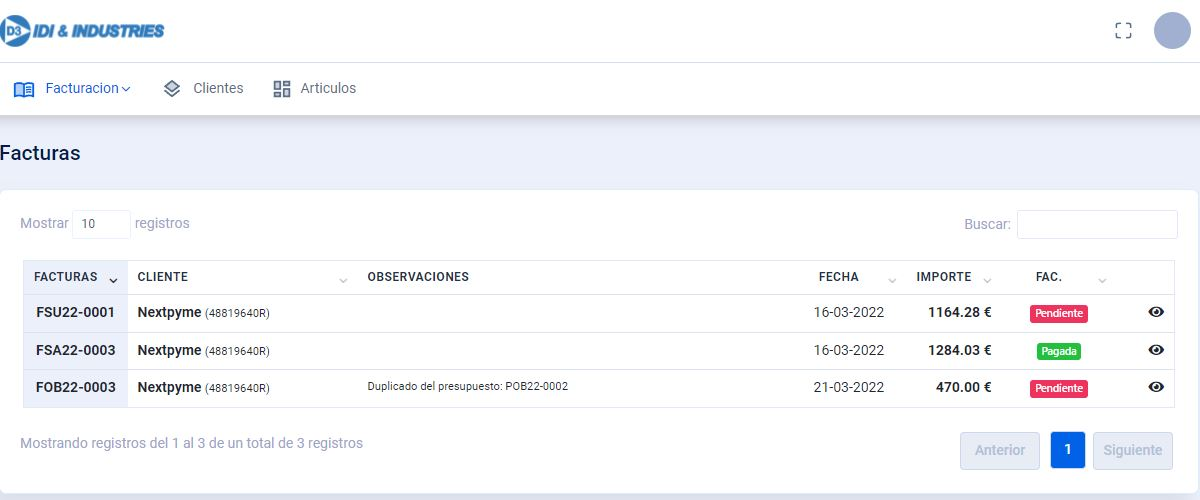 D3 IDI & INDUSTRIES
Facturacion Clientes Articulos
Facturas
Mostrar 10 registros Buscar:
FACTURAS CLIENTE OBSERVACIONES FECHA IMPORTE FAC.
FSU22-0001 Nextpyme (48819640R) 16-03-2022 1164.28 € Pendiente
FSA22-0003 Nextpyme (48819640R) 16-03-2022 1284.03 € Pagada
FOB22-0003 Nextpyme (48819640R) Duplicado del presupuesto: POB22-0002 21-03-2022 470.00 € Pendiente
Mostrando registros del 1 al 3 de un total de 3 registros
Anterior 1 Siguiente